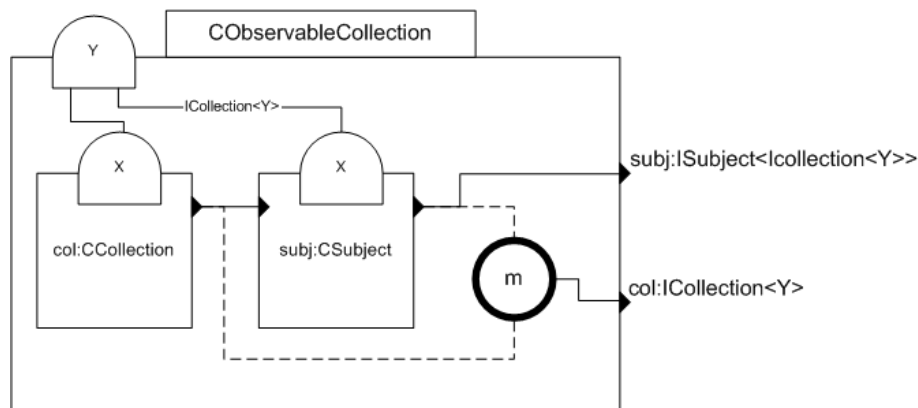 CObservableCollection
Y
ICollection<Y>
X
X
subj:ISubject<Icollection<Y>>
col:CCollection
subj:CSubject
m
col:ICollection<Y>